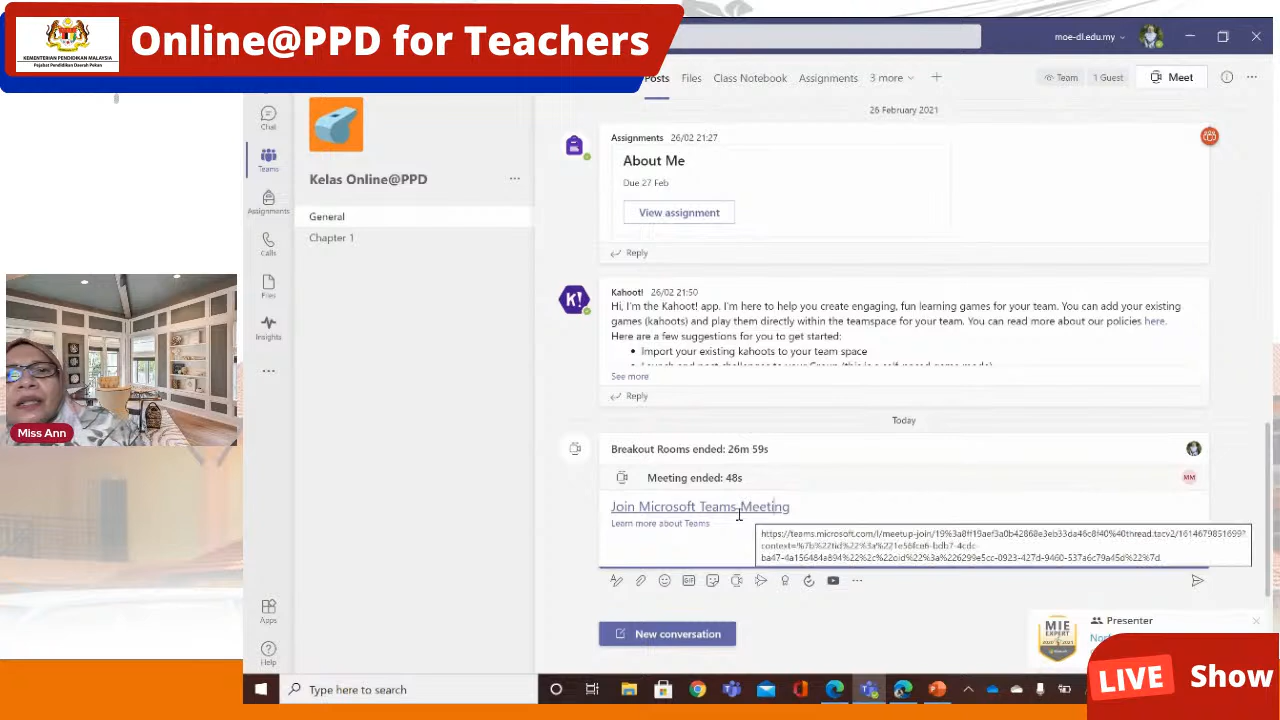 KEMENTERIAN PENDIDIKAN MALAYSIA
Pejabat Pendidikan Daerah Pekan
Online@PPD for Teachers
moe-dl.edu.my
Posts
Files
Class Notebook
Assignments
3 more
Team
1 Guest
Meet
Chat
Teams
Assignments
Calls
Files
Insights
Apps
Help
Kelas Online@PPD
General
Chapter 1
26 February 2021
Assignments 26/02 21:27
About Me
Due 27 Feb
View assignment
Reply
K!
Kahoot! 26/02 21:50
Hi, I'm the Kahoot! app. I'm here to help you create engaging, fun learning games for your team. You can add your existing
games (kahoots) and play them directly within the teamspace for your team. You can read more about our policies here.
Here are a few suggestions for you to get started:
Import your existing kahoots to your team space
See more
Reply
Today
Breakout Rooms ended: 26m 59s
Meeting ended: 48s
MM
Join Microsoft Teams Meeting
Learn more about Teams
New conversation
MIE
EXPERT
Presenter
Miss Ann
Type here to search
LIVE Show